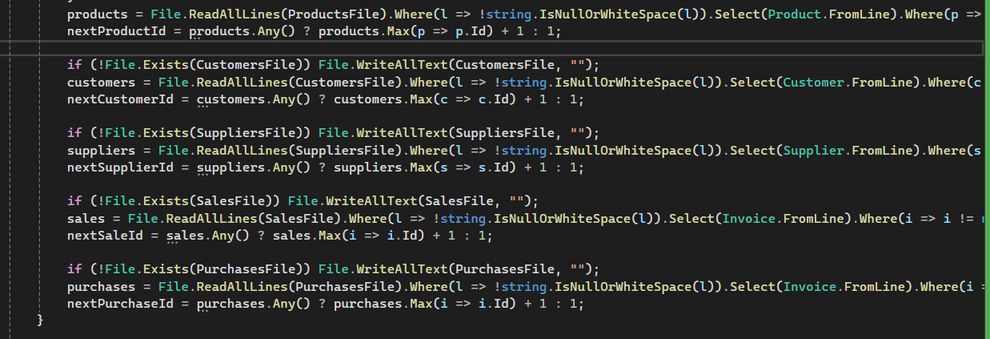 products = File.ReadAllLines(ProductsFile).Where(l => !string.IsNullOrWhiteSpace(l)).Select(Product.FromLine).Where(p =>
nextProductId = products.Any() ? products.Max(p => p.Id) + 1 : 1;
if (!File.Exists(CustomersFile)) File.WriteAllText(CustomersFile, "");
customers = File.ReadAllLines(CustomersFile).Where(l => !string.IsNullOrWhiteSpace(l)).Select(Customer.FromLine).Where(c
nextCustomerId = customers.Any() ? customers.Max(c => c.Id) + 1 : 1;
if (!File.Exists(SuppliersFile)) File.WriteAllText(SuppliersFile, "");
suppliers = File.ReadAllLines(SuppliersFile).Where(l => !string.IsNullOrWhiteSpace(l)).Select(Supplier.FromLine).Where(s
nextSupplierId = suppliers.Any() ? suppliers.Max(s => s.Id) + 1 : 1;
if (!File.Exists(SalesFile)) File.WriteAllText(SalesFile, "");
sales = File.ReadAllLines(SalesFile).Where(l => !string.IsNullOrWhiteSpace(l)).Select(Invoice.FromLine).Where(i => i !=
nextSaleId = sales.Any() ? sales.Max(i => i.Id) + 1 : 1;
if (!File.Exists(PurchasesFile)) File.WriteAllText(PurchasesFile, "");
purchases = File.ReadAllLines(PurchasesFile).Where(l => !string.IsNullOrWhiteSpace(l)).Select(Invoice.FromLine).Where(i
nextPurchaseId = purchases.Any() ? purchases.Max(i => i.Id) + 1 : 1;
}